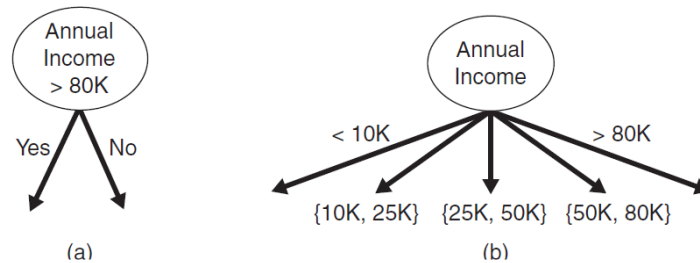 Annual
Income
> 80K
Yes
No
(a)
Annual
Income
< 10K
> 80K
{10K, 25K}
{25K, 50K}
{50K, 80K}
(b)